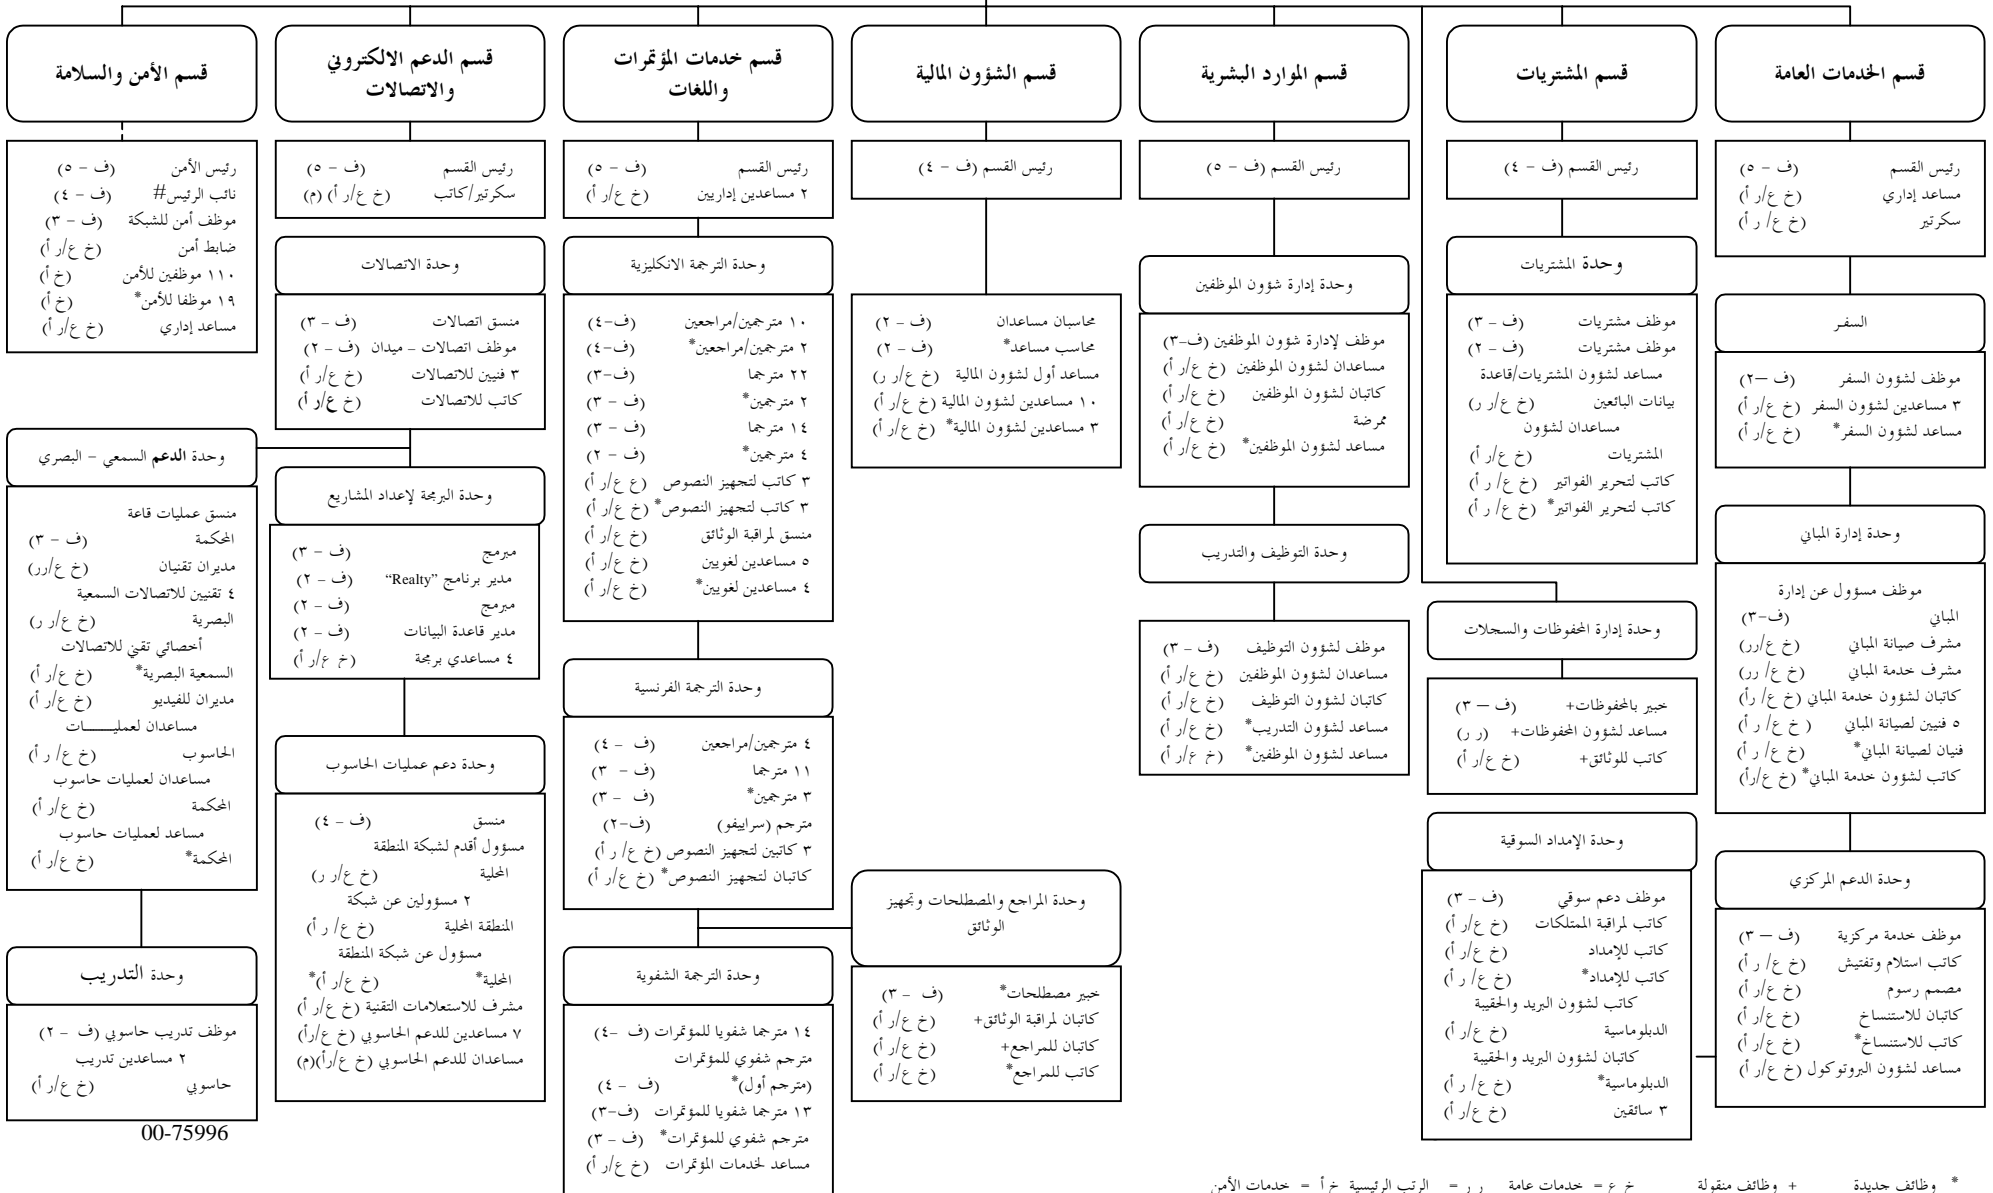 قسم الخدمات العامة
رئيس القسم (ف – ٥)
مساعد إداري (خ ع/ر أ)
سكرتير (خ ع/ ر أ)
السفر
موظف لشؤون السفر (ف –٢)
٣ مساعدين لشؤون السفر (خ ع/ر أ)
مساعد لشؤون السفر* (خ ع/ر أ)
وحدة إدارة المباني
موظف مسؤول عن إدارة
المباني (ف–٣)
مشرف صيانة المباني (خ ع/رر)
مشرف خدمة المباني (خ ع/ رر)
كاتبان لشؤون خدمة المباني (خ ع/ رأ)
٥ فنيين لصيانة المباني ( خ ع/ ر أ)
فنيان لصيانة المباني* (خ ع/ ر أ)
كاتب لشؤون خدمة المباني* (خ ع/رأ)
وحدة الدعم المركزي
موظف خدمة مركزية (ف – ٣)
كاتب استلام وتفتيش (خ ع/ ر أ)
مصمم رسوم (خ ع/ر أ)
كاتبان للاستنساخ (خ ع/ر أ)
كاتب للاستنساخ* (خ ع/ر أ)
مساعد لشؤون البروتوكول (خ ع/ر أ)
قسم المشتريات
رئيس القسم (ف – ٤)
وحدة المشتريات
موظف مشتريات (ف – ٣)
موظف مشتريات (ف – ٢)
مساعد لشؤون المشتريات/قاعدة
بيانات البائعين (خ ع/ر ر)
مساعدان لشؤون
المشتريات (خ ع/ر أ)
كاتب لتحرير الفواتير (خ ع/ ر أ)
كاتب لتحرير الفواتير* (خ ع/ ر أ)
وحدة إدارة المحفوظات والسجلات
خبير بالمحفوظات+ (ف – ٣)
مساعد لشؤون المحفوظات+ (ر ر)
كاتب للوثائق+ (خ ع/ر أ)
وحدة الإمداد السوقية
موظف دعم سوقي (ف – ٣)
كاتب لمراقبة الممتلكات (خ ع/ر أ)
كاتب للإمداد (خ ع/ر أ)
كاتب للإمداد* (خ ع/ ر أ)
كاتب لشؤون البريد والحقيبة
الدبلوماسية (خ ع/ر أ)
كاتبان لشؤون البريد والحقيبة
الدبلوماسية* (خ ع/ ر أ)
٣ سائقين (خ ع/ر أ)
قسم الموارد البشرية
رئيس القسم (ف – ٥)
وحدة إدارة شؤون الموظفين
موظف لإدارة شؤون الموظفين (ف–٣)
مساعدان لشؤون الموظفين (خ ع/ر أ)
كاتبان لشؤون الموظفين (خ ع/ر أ)
ممرضة (خ ع/ر أ)
مساعد لشؤون الموظفين* (خ ع/ر أ)
وحدة التوظيف والتدريب
موظف لشؤون التوظيف (ف – ٣)
مساعدان لشؤون الموظفين (خ ع/ر أ)
كاتبان لشؤون التوظيف (خ ع/ر أ)
مساعد لشؤون التدريب* (خ ع/ر أ)
مساعد لشؤون الموظفين* (خ ع/ر أ)
قسم الشؤون المالية
رئيس القسم (ف – ٤)
محاسبان مساعدان (ف – ٢)
محاسب مساعد* (ف – ٢)
مساعد أول لشؤون المالية (خ ع/ر ر)
١٠ مساعدين لشؤون المالية (خ ع/ر أ)
٣ مساعدين لشؤون المالية* (خ ع/ر أ)
وحدة المراجع والمصطلحات وتجهيز
الوثائق
خبير مصطلحات* (ف – ٣)
كاتبان لمراقبة الوثائق+ (خ ع/ر أ)
كاتبان للمراجع+ (خ ع/ر أ)
كاتب للمراجع* (خ ع/ر أ)
قسم خدمات المؤتمرات
واللغات
رئيس القسم (ف – ٥)
٢ مساعدين إداريين (خ ع/ر أ)
وحدة الترجمة الانكليزية
١٠ مترجمين/مراجعين (ف–٤)
٢ مترجمين/مراجعين* (ف–٤)
٢٢ مترجما (ف–٣)
٢ مترجمين* (ف – ٣)
١٤ مترجما (ف – ٣)
٤ مترجمين* (ف – ٢)
٣ كاتب لتجهيز النصوص (ع ع/ر أ)
٣ كاتب لتجهيز النصوص* (خ ع/ر أ)
منسق لمراقبة الوثائق (خ ع/ر أ)
٥ مساعدين لغويين (خ ع/ر أ)
٤ مساعدين لغويين* (خ ع/ر أ)
وحدة الترجمة الفرنسية
٤ مترجمين/مراجعين (ف – ٤)
١١ مترجما (ف – ٣)
٣ مترجمين* (ف – ٣)
مترجم (سراييفو) (ف–٢)
٣ كاتبين لتجهيز النصوص (خ ع/ ر أ)
كاتبان لتجهيز النصوص* (خ ع/ر أ)
وحدة الترجمة الشفوية
١٤ مترجما شفويا للمؤتمرات (ف –٤)
مترجم شفوي للمؤتمرات
(مترجم أول)* (ف – ٤)
١٣ مترجما شفويا للمؤتمرات (ف–٣)
مترجم شفوي للمؤتمرات* (ف – ٣)
مساعد لخدمات المؤتمرات (خ ع/ر أ)
قسم الدعم الالكتروني
والاتصالات
رئيس القسم (ف – ٥)
سكرتير/كاتب (خ ع/ر أ) (م)
وحدة الاتصالات
منسق اتصالات (ف – ٣)
موظف اتصالات – ميدان (ف – ٢)
٣ فنيين للاتصالات (خ ع/ر أ)
كاتب للاتصالات (خ ع/ر أ)
وحدة البرمجة لإعداد المشاريع
مبرمج (ف – ٣)
مدير برنامج “Realty” (ف – ٢)
مبرمج (ف – ٢)
مدير قاعدة البيانات (ف – ٢)
٤ مساعدي برمجة (خ ع/ر أ)
وحدة دعم عمليات الحاسوب
منسق (ف – ٤)
مسؤول أقدم لشبكة المنطقة
المحلية (خ ع/ر ر)
٢ مسؤولين عن شبكة
المنطقة المحلية (خ ع/ ر أ)
مسؤول عن شبكة المنطقة
المحلية* (خ ع/ر أ)*
مشرف للاستعلامات التقنية (خ ع/ر أ)
٧ مساعدين للدعم الحاسوبي (خ ع/رأ)
مساعدان للدعم الحاسوبي (خ ع/رأ)(م)
قسم الأمن والسلامة
رئيس الأمن (ف – ٥)
نائب الرئيس# (ف – ٤)
موظف أمن للشبكة (ف – ٣)
ضابط أمن (خ ع/ر أ)
١١٠ موظفين للأمن (خ أ)
١٩ موظفا للأمن* (خ أ)
مساعد إداري (خ ع/ر أ)
وحدة الدعم السمعي – البصري
منسق عمليات قاعة
المحكمة (ف – ٣)
مديران تقنيان (خ ع/رر)
٤ تقنيين للاتصالات السمعية
البصرية (خ ع/ر ر)
أخصائي تقني للاتصالات
السمعية البصرية* (خ ع/ر أ)
مديران للفيديو (خ ع/ر أ)
مساعدان لعمليـــــات
الحاسوب (خ ع/ ر أ)
مساعدان لعمليات حاسوب
المحكمة (خ ع/ر أ)
مساعد لعمليات حاسوب
المحكمة* (خ ع/ر أ)
وحدة التدريب
موظف تدريب حاسوبي (ف – ٢)
٢ مساعدين تدريب
حاسوبي (خ ع/ر أ)
00-75996
* وظائف جديدة + وظائف منقولة خ ع = خدمات عامة ر ر = الرتب الرئيسية خ أ = خدمات الأمن